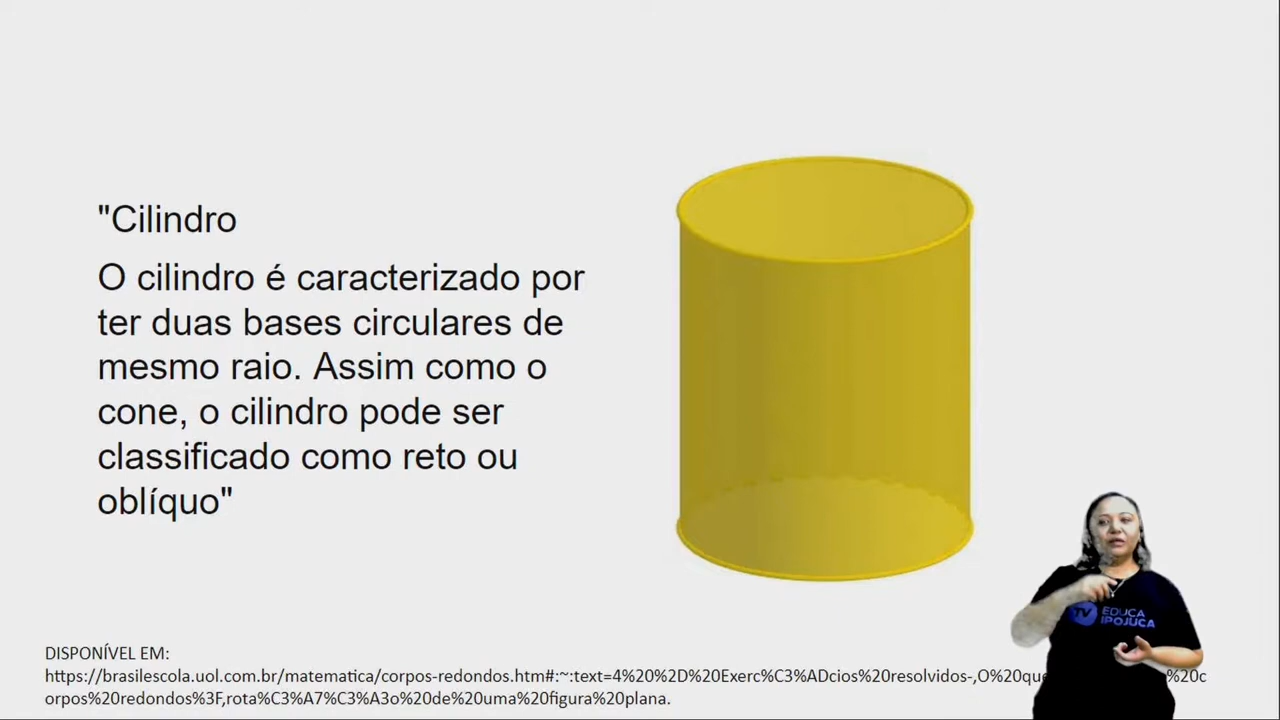 "Cilindro
O cilindro é caracterizado por
ter duas bases circulares de
mesmo raio. Assim como o
cone, o cilindro pode ser
classificado como reto ou
oblíquo"
TV EDUCA
IPOJUCA
DISPONÍVEL EM:
https://brasilescola.uol.com.br/matematica/corpos-redondos.htm#:~:text=4%20%2D%20Exerc%C3%ADcios%20resolvidos-,O%20que %20c
orpos%20redondos%3F,rota%C3%A7%C3%A3o%20de%20uma%20figura%20plana.